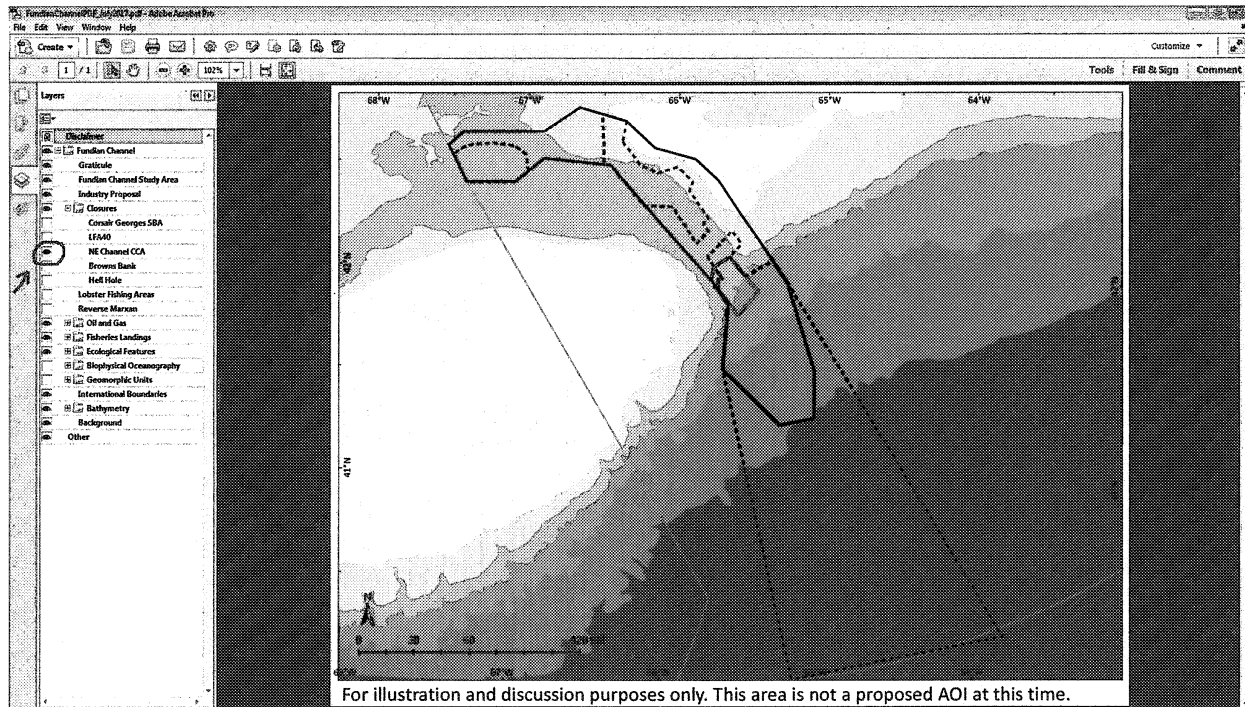 FundianChannelPDF_July2017.pdf - Adobe Acrobat Pro
File Edit View Window Help
Create
Customize
1 / 1
102%
Tools Fill & Sign Comment
Layers
Disclaimer
Fundian Channel
Graticule
Fundian Channel Study Area
Industry Proposal
Closures
Corsair Georges SBA
LFA40
NE Channel CCA
Browns Bank
Hell Hole
Lobster Fishing Areas
Reverse Marxan
Oil and Gas
Fisheries Landings
Ecological Features
Biophysical Oceanography
Geomorphic Units
International Boundaries
Bathymetry
Background
Other
68°W 67°W 66°W 65°W 64°W
42°N
41°N
N
0
For illustration and discussion purposes only. This area is not a proposed AOI at this time.